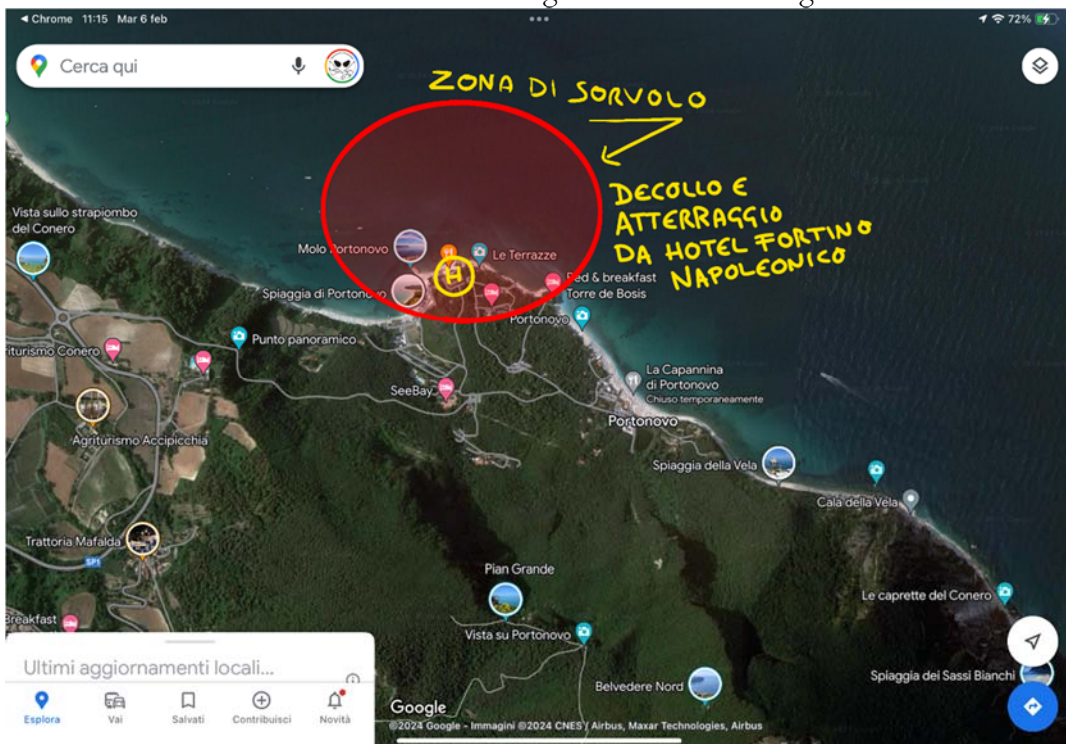 Chrome 11:15 Mar 6 feb
72%
Cerca qui
ZONA DI SORVOLO
DECOLLO E
ATTERRAGGIO
DA HOTEL FORTINO
NAPOLEONICO
Vista sullo strapiombo
del Conero
Molo Portonovo
Le Terrazze
H
Spiaggia di Portonovo
Bed & breakfast
Torre de Bosis
Portonovo
Punto panoramico
riturismo Conero
SeeBay
La Capannina
di Portonovo
Chiuso temporaneamente
Portonovo
Agriturismo Accipicchia
Spiaggia della Vela
Cala della Vela
Trattoria Mafalda
SP1
Pian Grande
Le caprette del Conero
Breakfast
Vista su Portonovo
Ultimi aggiornamenti locali...
Belvedere Nord
Spiaggia dei Sassi Bianchi
Esplora
Vai
Salvati
Contribuisci
Novità
Google
©2024 Google - Immagini ©2024 CNES / Airbus, Maxar Technologies, Airbus